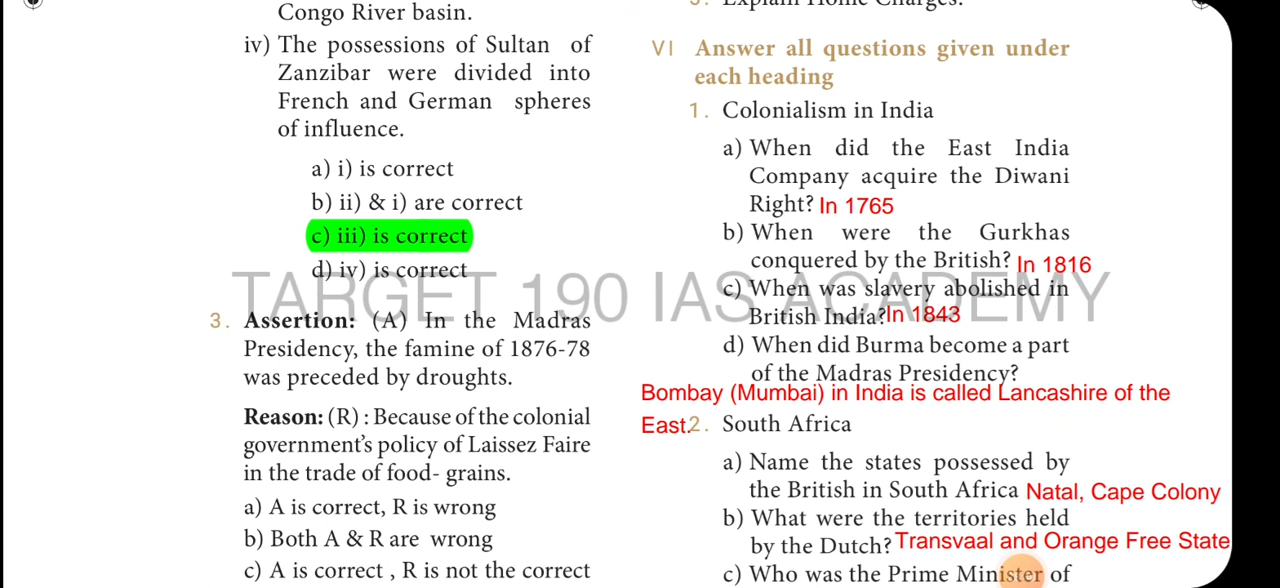 Congo River basin.
iv) The possessions of Sultan of
Zanzibar were divided into
French and German spheres
of influence.
a) i) is correct
b) ii) & i) are correct
c) iii) is correct
d) iv) is correct
3. Assertion: (A) In the Madras
Presidency, the famine of 1876-78
was preceded by droughts.
Reason: (R) : Because of the colonial
government's policy of Laissez Faire
in the trade of food- grains.
a) A is correct, R is wrong
b) Both A & R are wrong
c) A is correct , R is not the correct
Explain Home Charges.
VI Answer all questions given under
each heading
1. Colonialism in India
a) When did the East India
Company acquire the Diwani
Right? In 1765
b) When were the Gurkhas
conquered by the British? In 1816
c) When was slavery abolished in
British India? In 1843
d) When did Burma become a part
of the Madras Presidency?
Bombay (Mumbai) in India is called Lancashire of the
East.
2. South Africa
a) Name the states possessed by
the British in South Africa Natal, Cape Colony
b) What were the territories held
by the Dutch? Transvaal and Orange Free State
c) Who was the Prime Minister of
TARGET 190 IAS ACADEMY